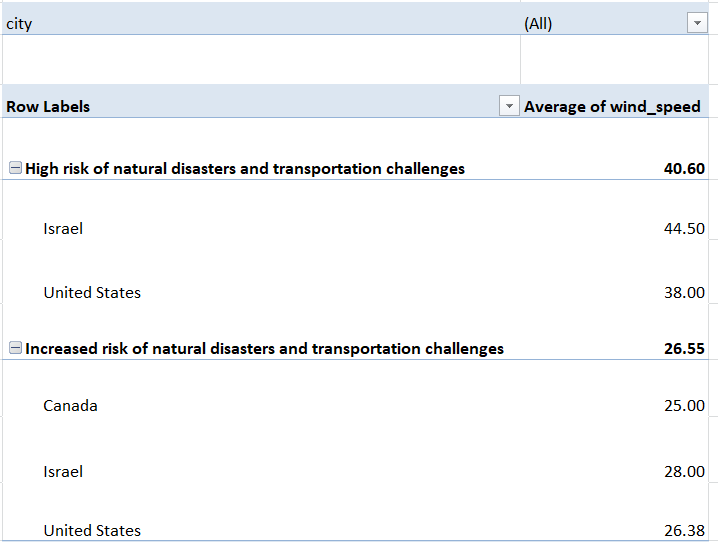 city (All)
Row Labels Average of wind_speed
High risk of natural disasters and transportation challenges 40.60
Israel 44.50
United States 38.00
Increased risk of natural disasters and transportation challenges 26.55
Canada 25.00
Israel 28.00
United States 26.38